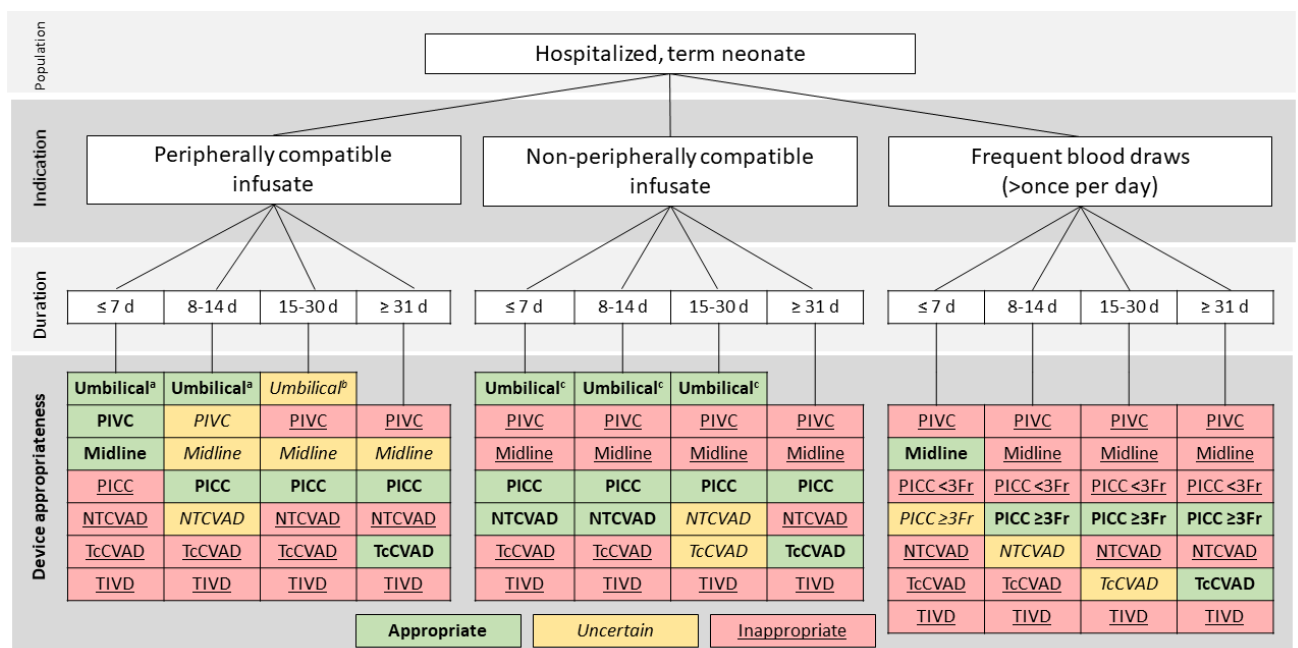 Population
Hospitalized, term neonate
Indication
Peripherally compatible
infusate
Non-peripherally compatible
infusate
Frequent blood draws
(>once per day)
Duration
≤ 7 d 8-14 d 15-30 d ≥ 31 d
≤ 7 d 8-14 d 15-30 d ≥ 31 d
≤ 7 d 8-14 d 15-30 d ≥ 31 d
Device appropriateness
Umbilicalᵃ Umbilicalᵃ Umbilicalᵇ
PIVC PIVC PIVC PIVC
Midline Midline Midline Midline
PICC PICC PICC PICC
NTCVAD NTCVAD NTCVAD NTCVAD
TcCVAD TcCVAD TcCVAD TcCVAD
TIVD TIVD TIVD TIVD
Umbilicalᶜ Umbilicalᶜ Umbilicalᶜ
PIVC PIVC PIVC PIVC
Midline Midline Midline Midline
PICC PICC PICC PICC
NTCVAD NTCVAD NTCVAD NTCVAD
TcCVAD TcCVAD TcCVAD TcCVAD
TIVD TIVD TIVD TIVD
PIVC PIVC PIVC PIVC
Midline Midline Midline Midline
PICC <3Fr PICC <3Fr PICC <3Fr PICC <3Fr
PICC ≥3Fr PICC ≥3Fr PICC ≥3Fr PICC ≥3Fr
NTCVAD NTCVAD NTCVAD NTCVAD
TcCVAD TcCVAD TcCVAD TcCVAD
TIVD TIVD TIVD TIVD
Appropriate Uncertain Inappropriate